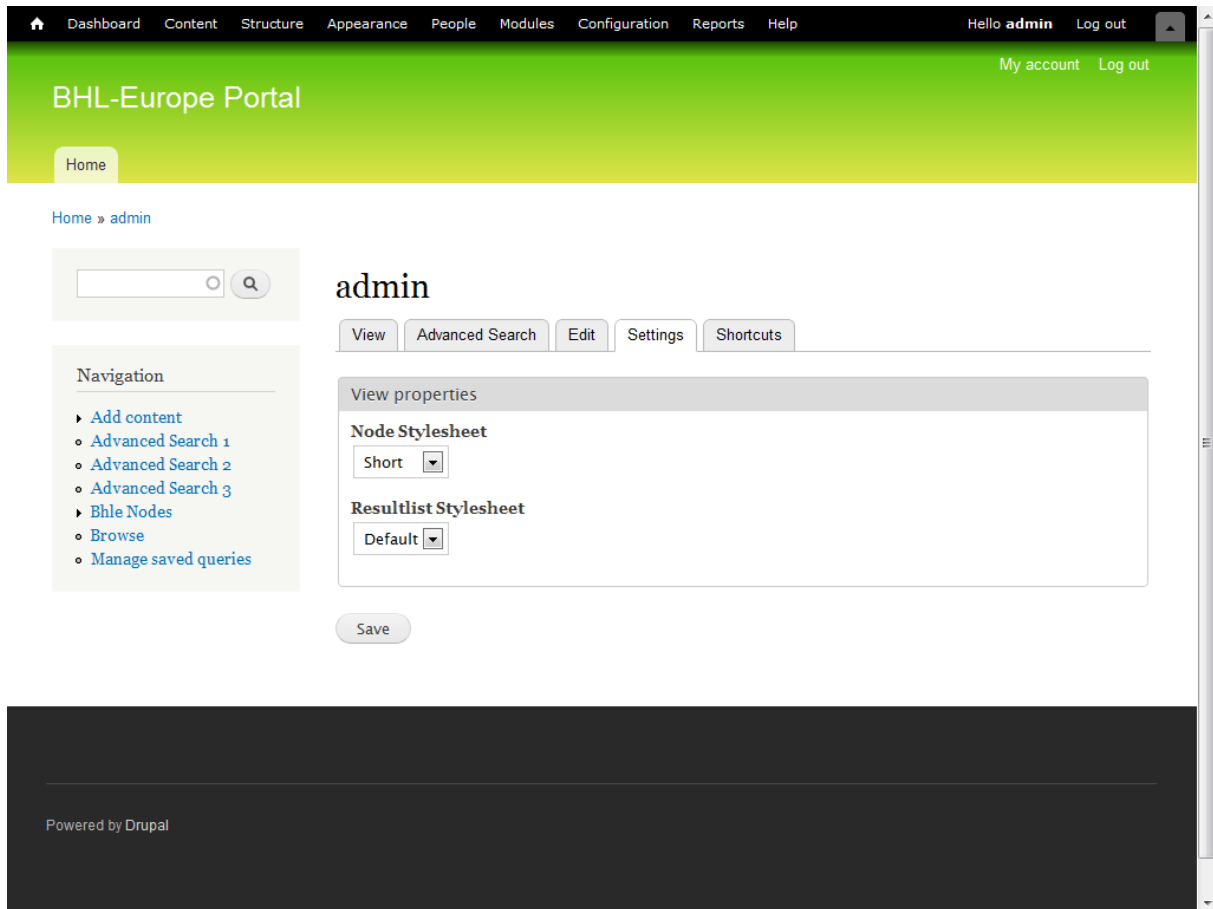 Dashboard Content Structure Appearance People Modules Configuration Reports Help Hello admin Log out
My account Log out
BHL-Europe Portal
Home
Home » admin
admin
View Advanced Search Edit Settings Shortcuts
Navigation
Add content
Advanced Search 1
Advanced Search 2
Advanced Search 3
Bhle Nodes
Browse
Manage saved queries
View properties
Node Stylesheet
Short
Resultlist Stylesheet
Default
Save
Powered by Drupal